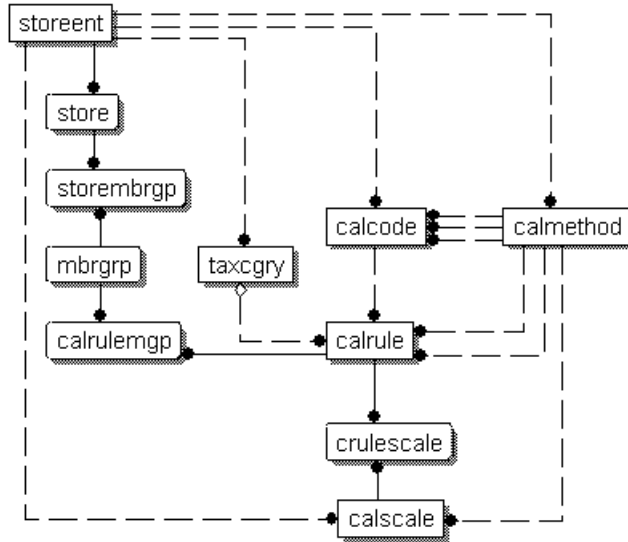 storeent
store
storembrgp
calcode
calmethod
mbrgrp
taxcgry
calrulemgp
calrule
crulescale
calscale